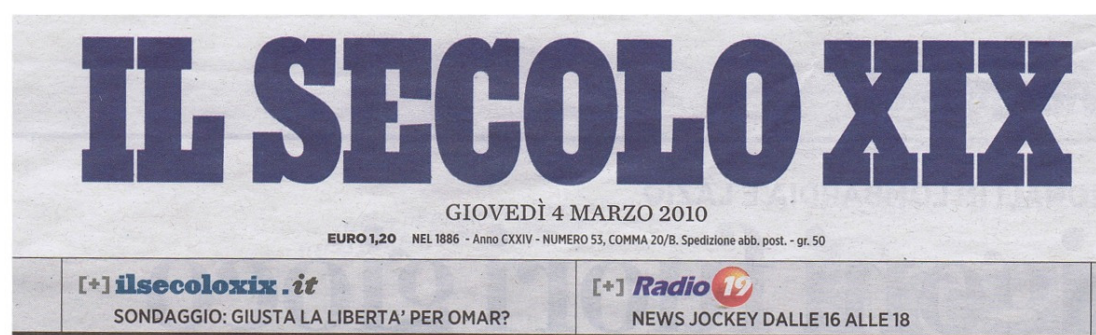 IL SECOLO XIX
GIOVEDÌ 4 MARZO 2010
EURO 1,20 NEL 1886 - Anno CXXIV - NUMERO 53, COMMA 20/B. Spedizione abb. post. - gr. 50
[+] ilsecoloxix.it
SONDAGGIO: GIUSTA LA LIBERTA' PER OMAR?
[+] Radio 19
NEWS JOCKEY DALLE 16 ALLE 18